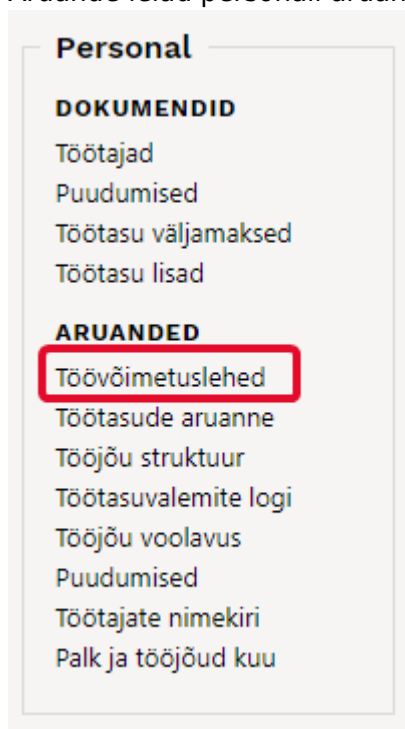 Personal
DOKUMENDID
Töötajad
Puudumised
Töötasu väljamaksed
Töötasu lisad
ARUANDED
Töövõimetuslehed
Töötasude aruanne
Tööjõu struktuur
Töötasuvalemite logi
Tööjõu voolavus
Puudumised
Töötajate nimekiri
Palk ja tööjõud kuu